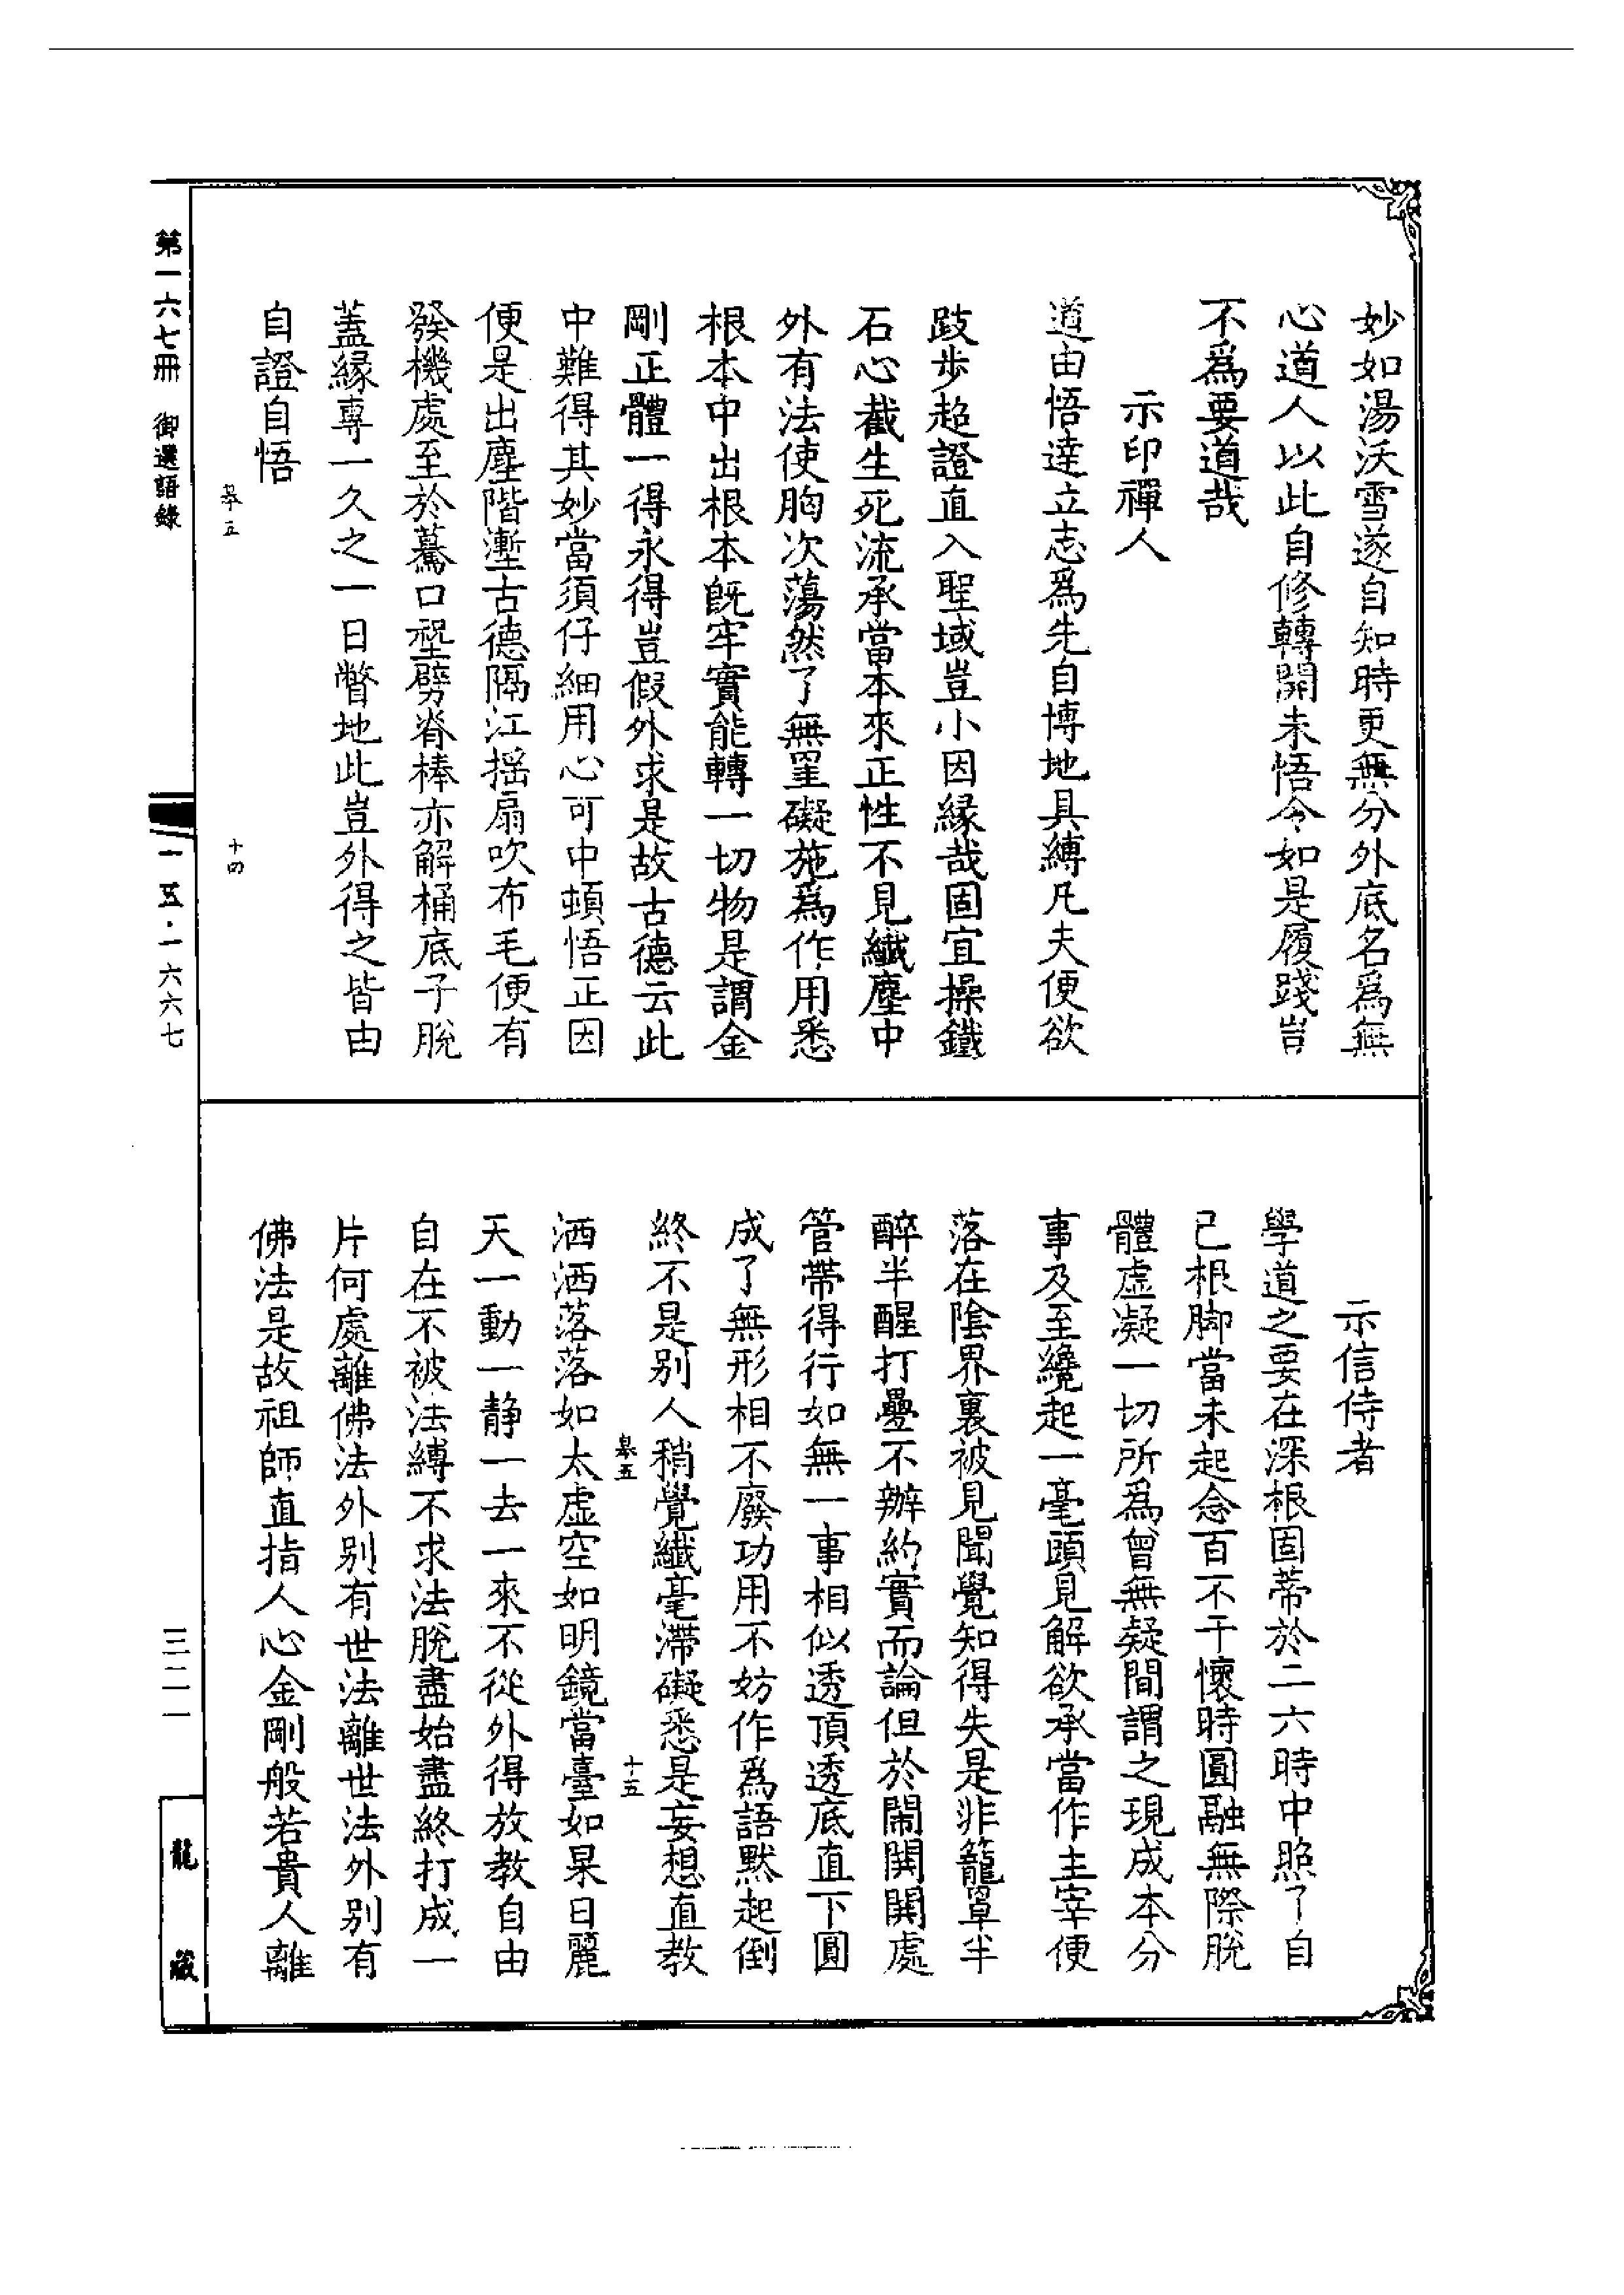 妙如湯沃雪遂自知時更無分外底名爲無
心道人以此自修轉開未悟令如是履踐豈
不爲要道哉
示印禪人
道由悟達立志爲先自博地具縛凡夫便欲
跂步超證直入聖域豈小因緣哉固宜操鐵
石心截生死流承當本來正性不見纖塵中
外有法使胸次蕩然了無罣礙施爲作用悉
根本中出根本旣牢實能轉一切物是謂金
剛正體一得永得豈假外求是故古德云此
中難得其妙當須仔細用心可中頓悟正因
便是出塵階漸古德隔江揺扇吹布毛便有
發機處至於驀口㙙劈脊棒亦解桶底子脫
蓋緣專一久之一日瞥地此豈外得之皆由
自證自悟
皋五
十四
示信侍者
學道之要在深根固蒂於二六時中照了自
己根脚當未起念百不干懷時圓融無際脫
體虛凝一切所爲曾無疑間謂之現成本分
事及至纔起一毫頭見解欲承當作主宰便
落在陰界裏被見聞覺知得失是非籠罩半
醉半醒打疊不辦約實而論但於鬧閧閧處
管帶得行如無一事相似透頂透底直下圓
成了無形相不廢功用不妨作爲語默起倒
終不是別人稍覺纖毫滯礙悉是妄想直教
皋五
十五
洒洒落落如太虛空如明鏡當臺如杲日麗
天一動一静一去一來不從外得放教自由
自在不被法縛不求法脫盡始盡終打成一
片何處離佛法外別有世法離世法外別有
佛法是故祖師直指人心金剛般若貴人離
第一六七冊
御選語錄
一五·一六六七
三二一
龍藏